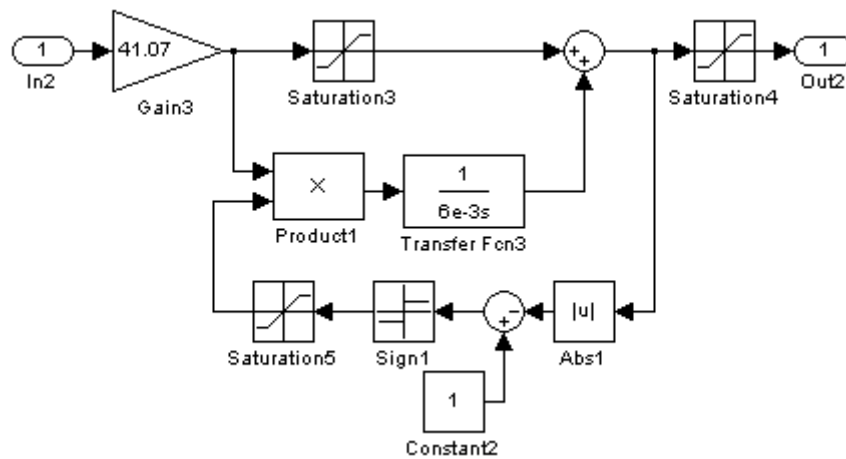 1
In2
41.07
Gain3
Saturation3
+
+
Saturation4
1
Out2
×
Product1
1
6e-3s
Transfer Fcn3
Saturation5
Sign1
−
+
|u|
Abs1
1
Constant2